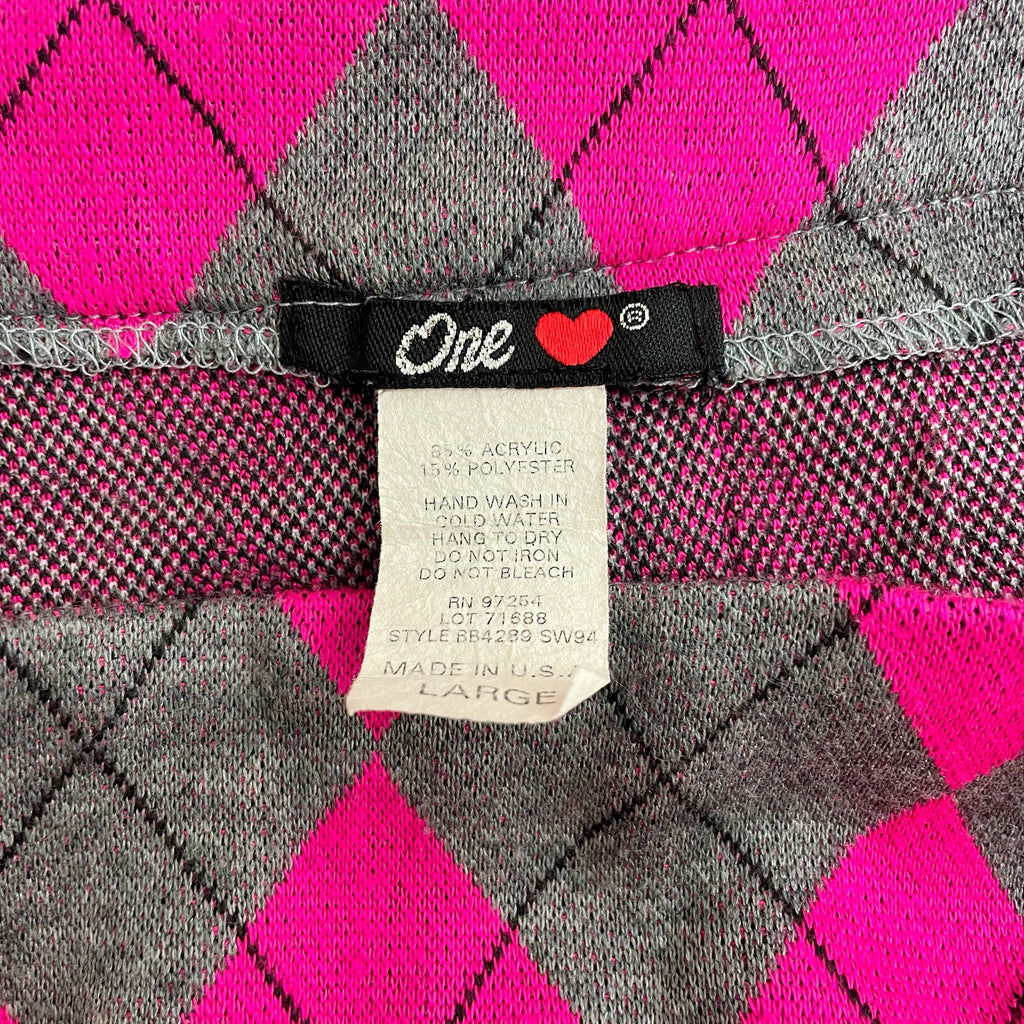 One ®
85% ACRYLIC
15% POLYESTER
HAND WASH IN
COLD WATER
HANG TO DRY
DO NOT IRON
DO NOT BLEACH
RN 97254
LOT 71688
STYLE BB4289 SW94
MADE IN U.S.A
LARGE